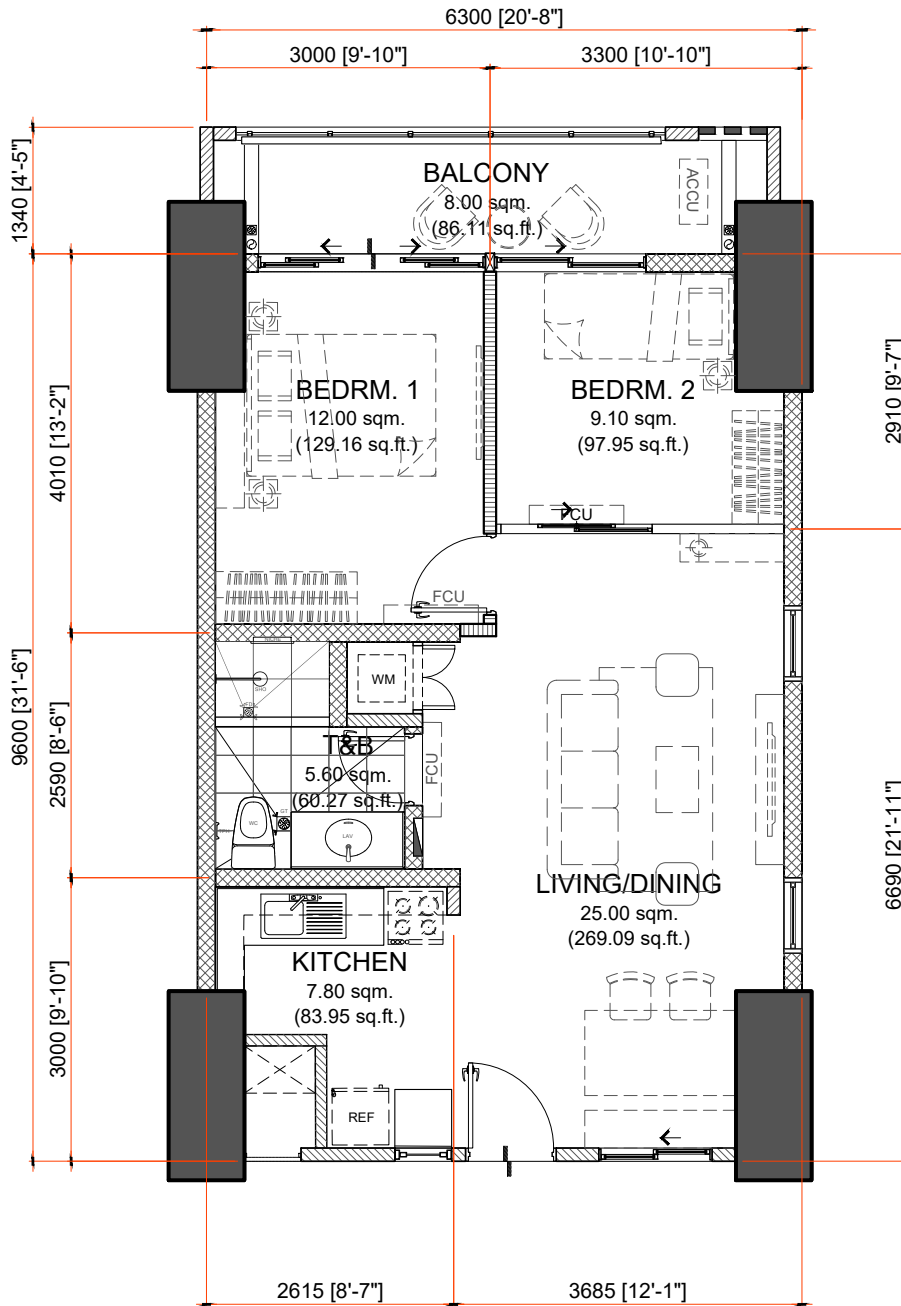 6300 [20'-8"]
3000 [9'-10"]
3300 [10'-10"]
1340 [4'-5"]
BALCONY
8.00 sqm.
(86.11 sq.ft.)
ACCU
4010 [13'-2"]
BEDRM. 1
12.00 sqm.
(129.16 sq.ft.)
BEDRM. 2
9.10 sqm.
(97.95 sq.ft.)
2910 [9'-7"]
FCU
FCU
9600 [31'-6"]
2590 [8'-6"]
SHO
WM
T&B
5.60 sqm.
(60.27 sq.ft.)
FCU
GT
WC
LAV
6690 [21'-11"]
LIVING/DINING
25.00 sqm.
(269.09 sq.ft.)
3000 [9'-10"]
KITCHEN
7.80 sqm.
(83.95 sq.ft.)
REF
2615 [8'-7"]
3685 [12'-1"]